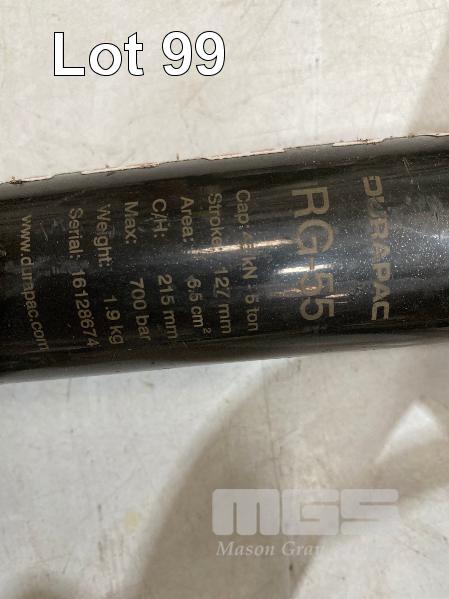 Lot 99
DURAPAC
RG-55
Cap: kN - 5 ton
Stroke: 127 mm
Area: 6.5 cm²
C/H: 215 mm
Max: 700 bar
Weight: 1.9 kg
Serial: 16128674
www.durapac.com
MGS
Mason Gray